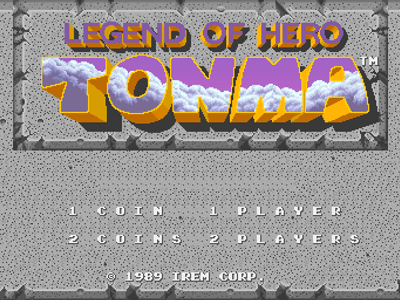 LEGEND OF HERO
TONMA™
1 COIN 1 PLAYER
2 COINS 2 PLAYERS
© 1989 IREM CORP.